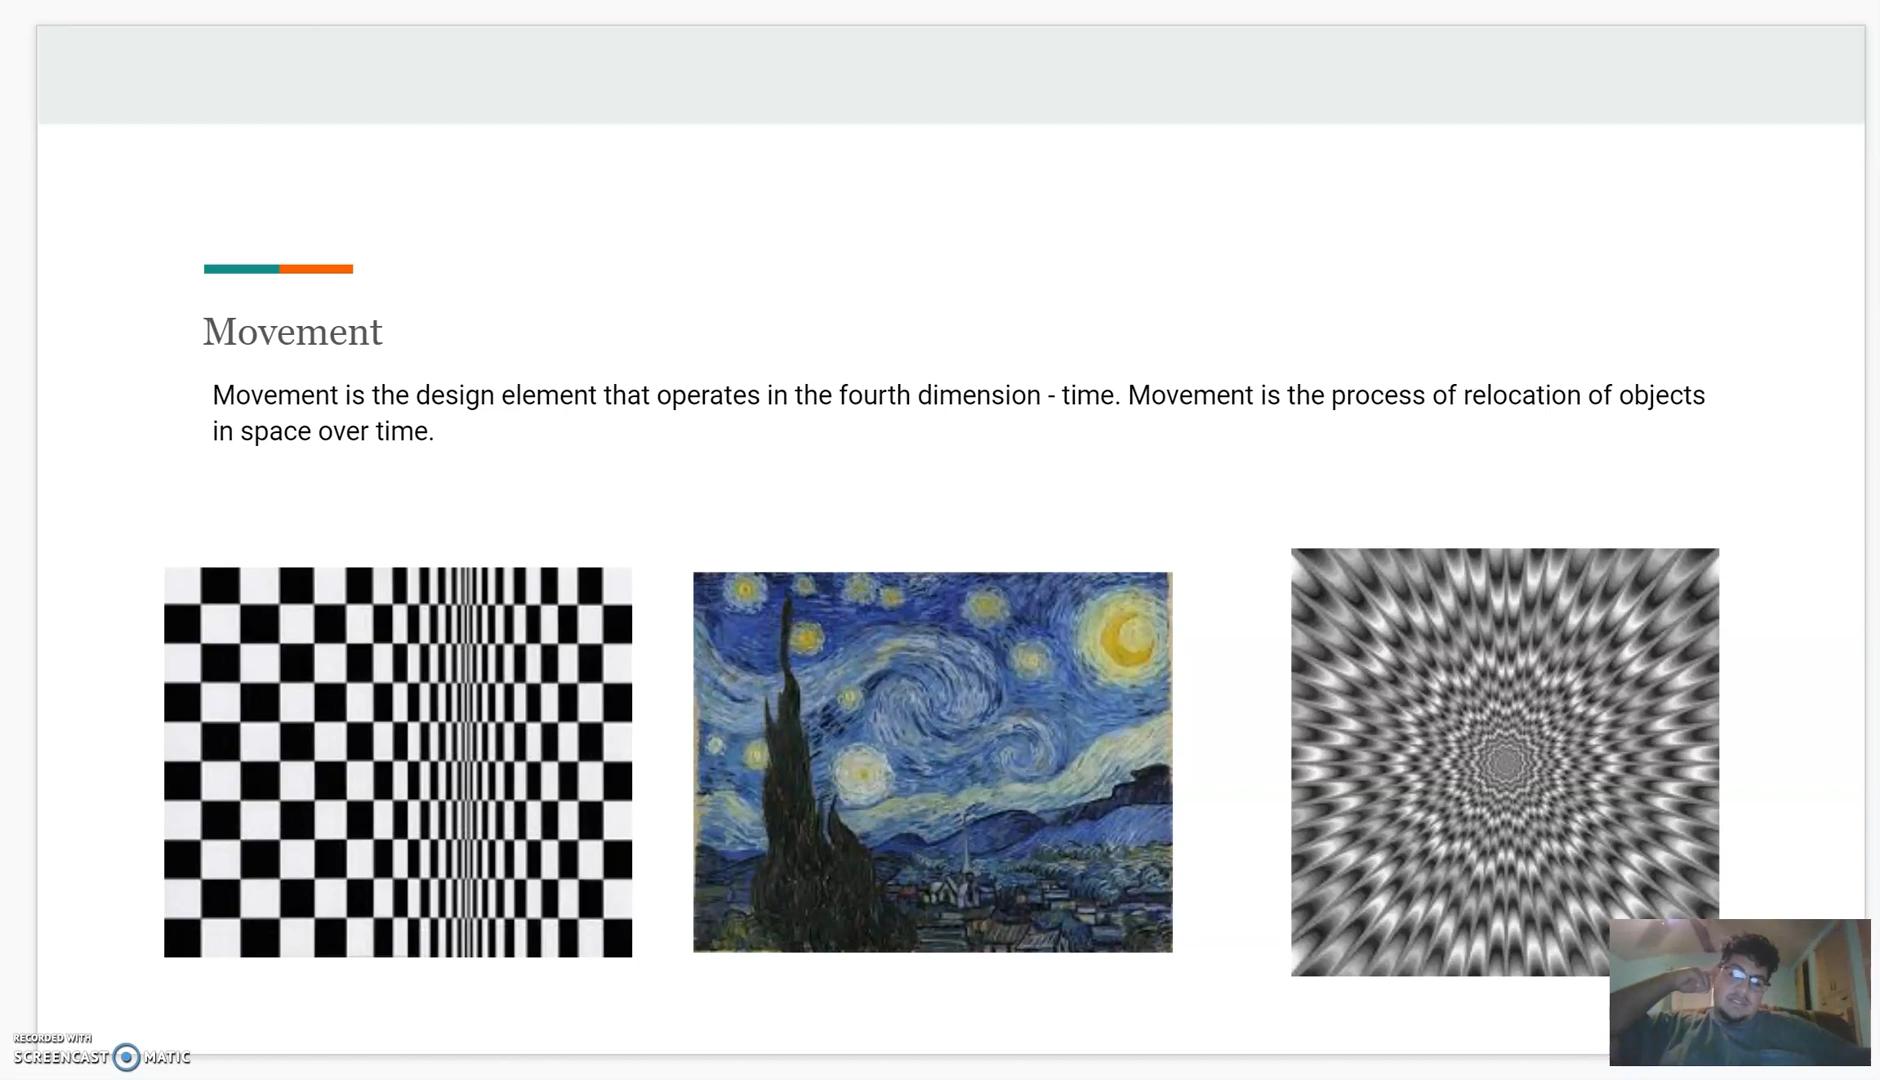 Movement
Movement is the design element that operates in the fourth dimension - time. Movement is the process of relocation of objects
in space over time.
RECORDED WITH
SCREENCAST MATIC